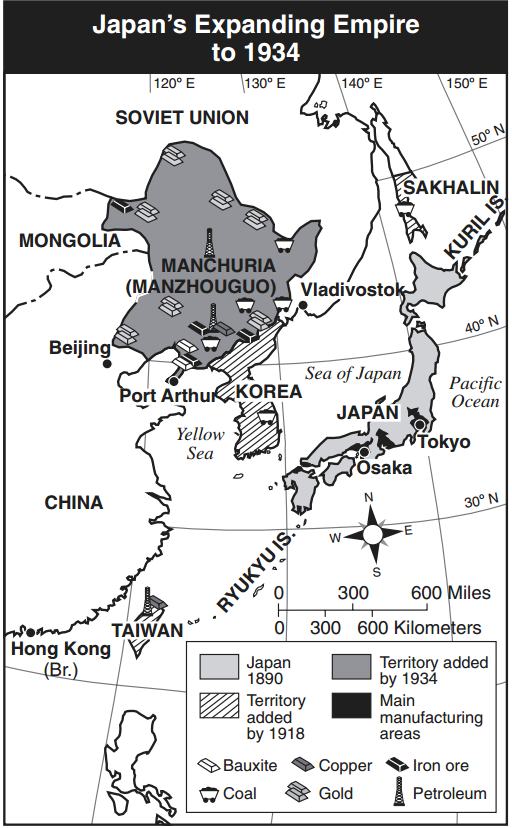 Japan's Expanding Empire
to 1934
120° E
130° E
140° E
150° E
SOVIET UNION
50° N
SAKHALIN
KURIL IS.
MONGOLIA
MANCHURIA
(MANZHOUGUO)
Vladivostok
40° N
Beijing
Sea of Japan
Pacific
Ocean
Port Arthur
KOREA
JAPAN
Yellow
Sea
Tokyo
Osaka
CHINA
30° N
N
W
E
S
RYUKYU IS.
0 300 600 Miles
0 300 600 Kilometers
TAIWAN
Hong Kong
(Br.)
Japan
1890
Territory added
by 1934
Territory
added
by 1918
Main
manufacturing
areas
Bauxite
Copper
Iron ore
Coal
Gold
Petroleum